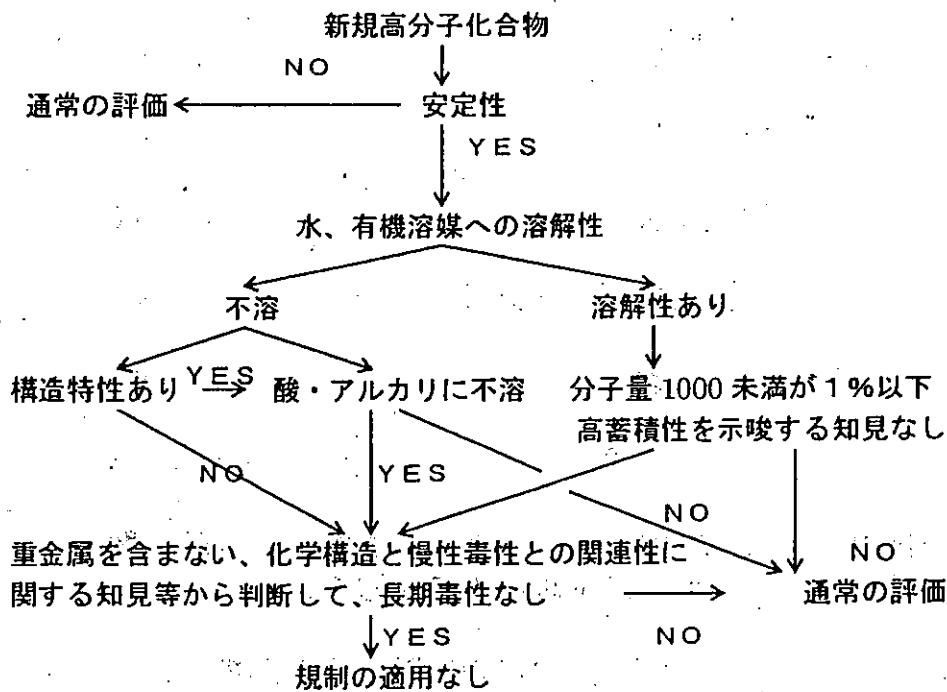 新規高分子化合物
NO
通常の評価
安定性
YES
水、有機溶媒への溶解性
不溶
溶解性あり
構造特性あり
YES
酸・アルカリに不溶
分子量 1000 未満が 1%以下
高蓄積性を示唆する知見なし
NO
YES
NO
NO
重金属を含まない、化学構造と慢性毒性との関連性に
関する知見等から判断して、長期毒性なし
通常の評価
NO
YES
規制の適用なし